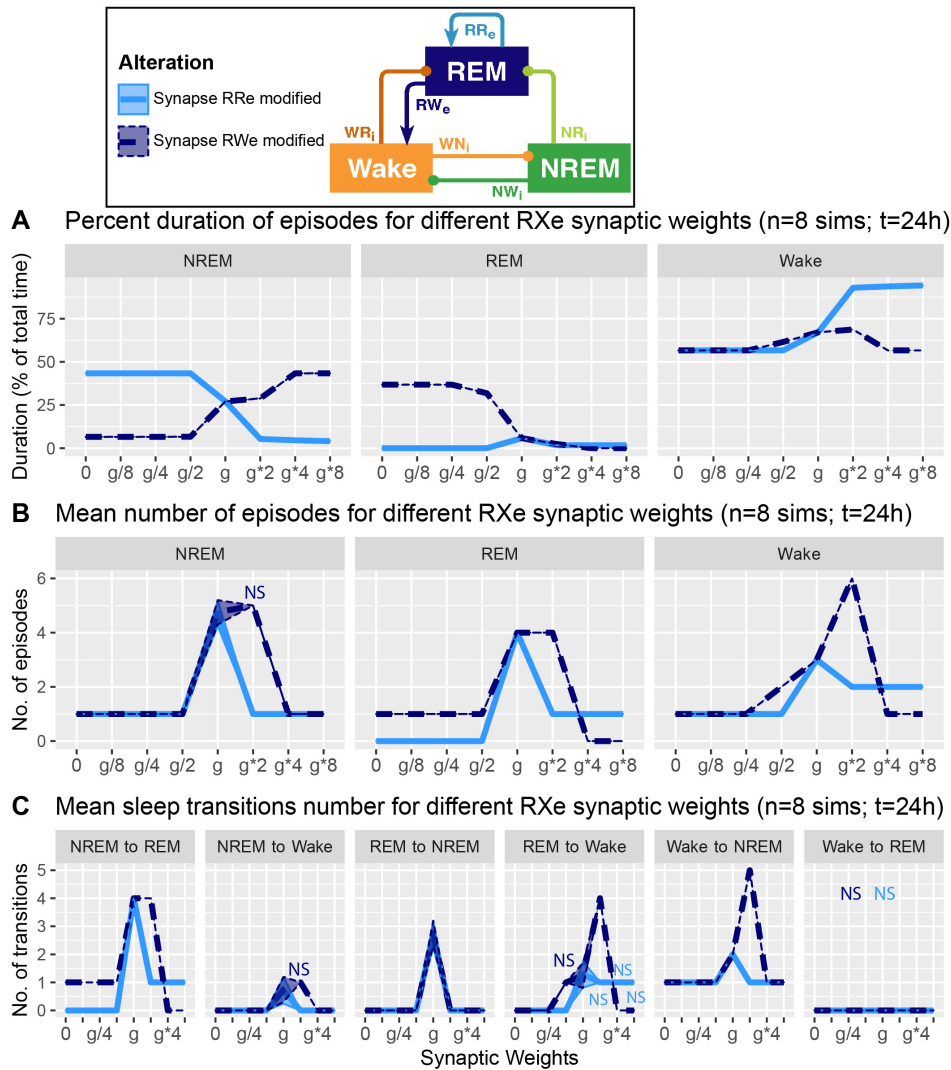 Alteration
Synapse RRe modified
Synapse RWe modified
RRe
REM
RWe
WRi
WNi
NRi
Wake
NREM
NWi
A Percent duration of episodes for different RXe synaptic weights (n=8 sims; t=24h)
NREM REM Wake
Duration (% of total time)
75
50
25
0
0 g/8 g/4 g/2 g g*2 g*4 g*8 0 g/8 g/4 g/2 g g*2 g*4 g*8 0 g/8 g/4 g/2 g g*2 g*4 g*8
B Mean number of episodes for different RXe synaptic weights (n=8 sims; t=24h)
NREM REM Wake
No. of episodes
6
NS
4
2
0
0 g/8 g/4 g/2 g g*2 g*4 g*8 0 g/8 g/4 g/2 g g*2 g*4 g*8 0 g/8 g/4 g/2 g g*2 g*4 g*8
C Mean sleep transitions number for different RXe synaptic weights (n=8 sims; t=24h)
NREM to REM NREM to Wake REM to NREM REM to Wake Wake to NREM Wake to REM
No. of transitions
5
NS NS
4
3
2
NS NS NS
1
NS NS
0
0 g/4 g g*4 0 g/4 g g*4 0 g/4 g g*4 0 g/4 g g*4 0 g/4 g g*4 0 g/4 g g*4
Synaptic Weights